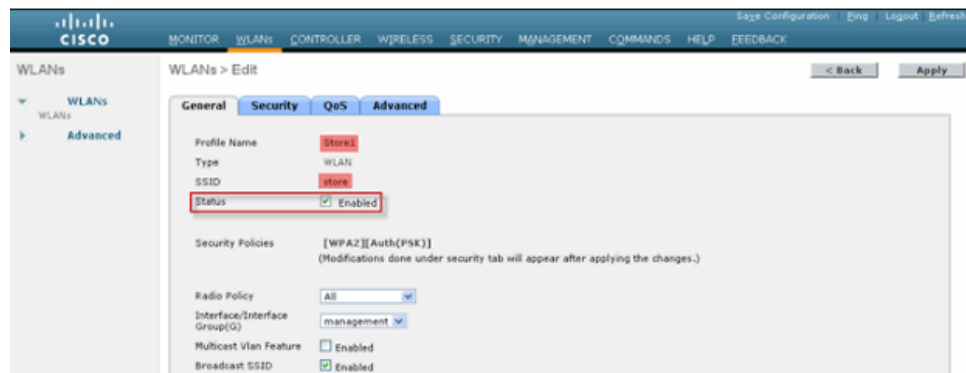 Save Configuration Ping Logout Refresh
CISCO
MONITOR WLANs CONTROLLER WIRELESS SECURITY MANAGEMENT COMMANDS HELP FEEDBACK
WLANs
WLANs > Edit
< Back Apply
WLANs
WLANs
Advanced
General Security QoS Advanced
Profile Name Store1
Type WLAN
SSID store
Status Enabled
Security Policies [WPA2][Auth(PSK)]
(Modifications done under security tab will appear after applying the changes.)
Radio Policy All
Interface/Interface Group(G) management
Multicast Vlan Feature Enabled
Broadcast SSID Enabled